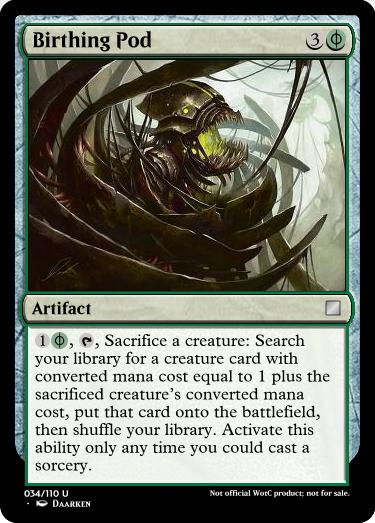 Birthing Pod 3
Artifact
1 , , Sacrifice a creature: Search
your library for a creature card with
converted mana cost equal to 1 plus the
sacrificed creature's converted mana
cost, put that card onto the battlefield,
then shuffle your library. Activate this
ability only any time you could cast a
sorcery.
034/110 U
Not official WotC product; not for sale.
· Daarken